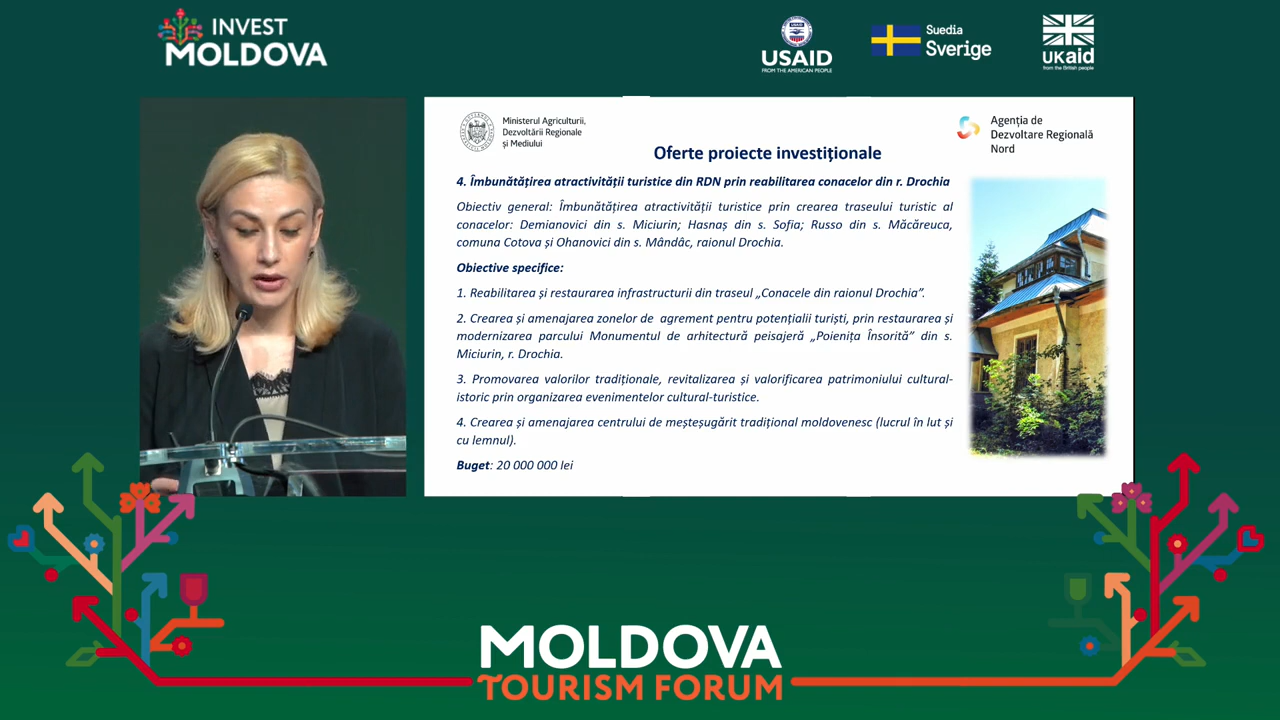 INVEST
MOLDOVA
USAID
USAID
FROM THE AMERICAN PEOPLE
Suedia
Sverige
UKaid
from the British people
Ministerul Agriculturii,
Dezvoltării Regionale
și Mediului
Agenția de
Dezvoltare Regională
Nord
Oferte proiecte investiționale
4. Îmbunătățirea atractivității turistice din RDN prin reabilitarea conacelor din r. Drochia
Obiectiv general: Îmbunătățirea atractivității turistice prin crearea traseului turistic al
conacelor: Demianovici din s. Miciurin; Hasnaș din s. Sofia; Russo din s. Măcăreuca,
comuna Cotova și Ohanovici din s. Mândâc, raionul Drochia.
Obiective specifice:
1. Reabilitarea și restaurarea infrastructurii din traseul „Conacele din raionul Drochia”.
2. Crearea și amenajarea zonelor de agrement pentru potențialii turiști, prin restaurarea și
modernizarea parcului Monumentul de arhitectură peisajeră „Poienița Însorită” din s.
Miciurin, r. Drochia.
3. Promovarea valorilor tradiționale, revitalizarea și valorificarea patrimoniului cultural-
istoric prin organizarea evenimentelor cultural-turistice.
4. Crearea și amenajarea centrului de meșteșugărit tradițional moldovenesc (lucrul în lut și
cu lemnul).
Buget: 20 000 000 lei
MOLDOVA
TOURISM FORUM